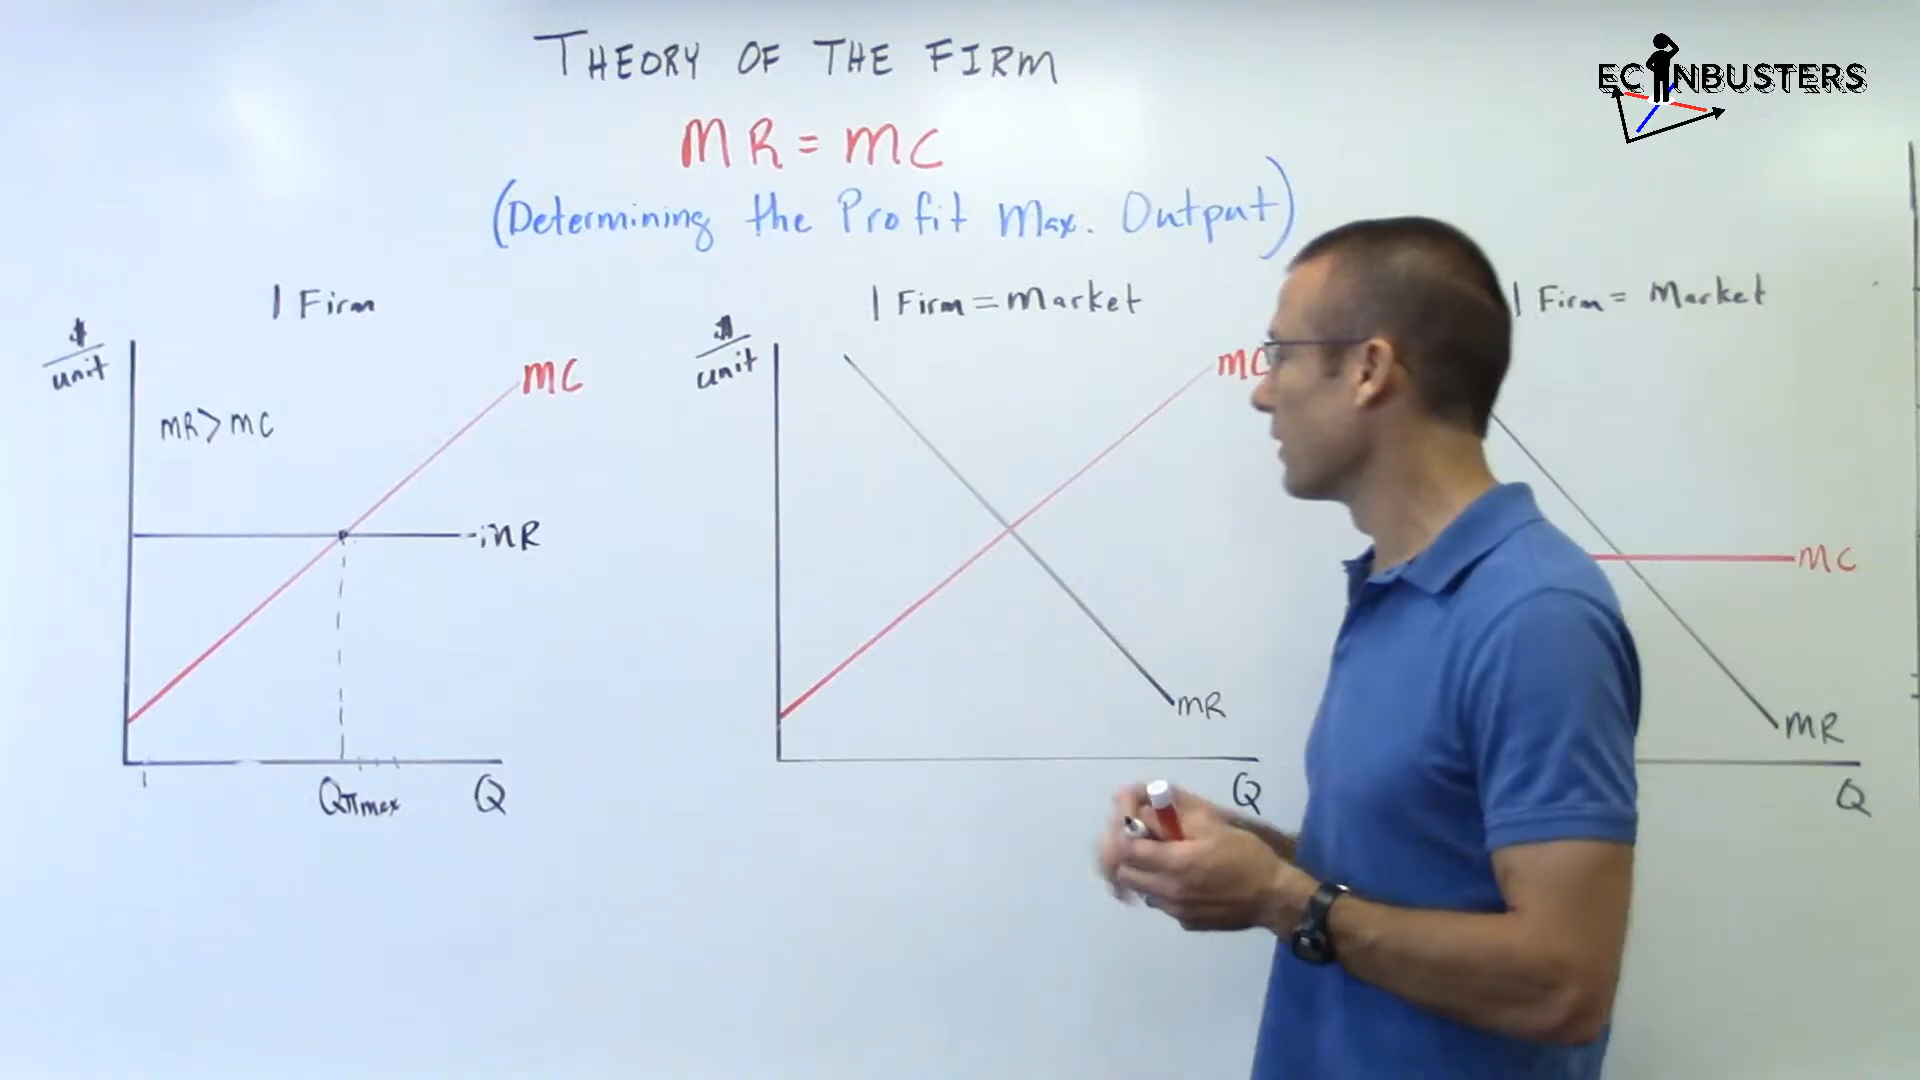 THEORY OF THE FIRM
ECONBUSTERS
MR = MC
(Determining the Profit Max. Output)
1 Firm
$/unit
MC
MR > MC
MR
1
Qπmax
Q
1 Firm = Market
$/unit
MC
MR
Q
1 Firm = Market
MC
MR
Q